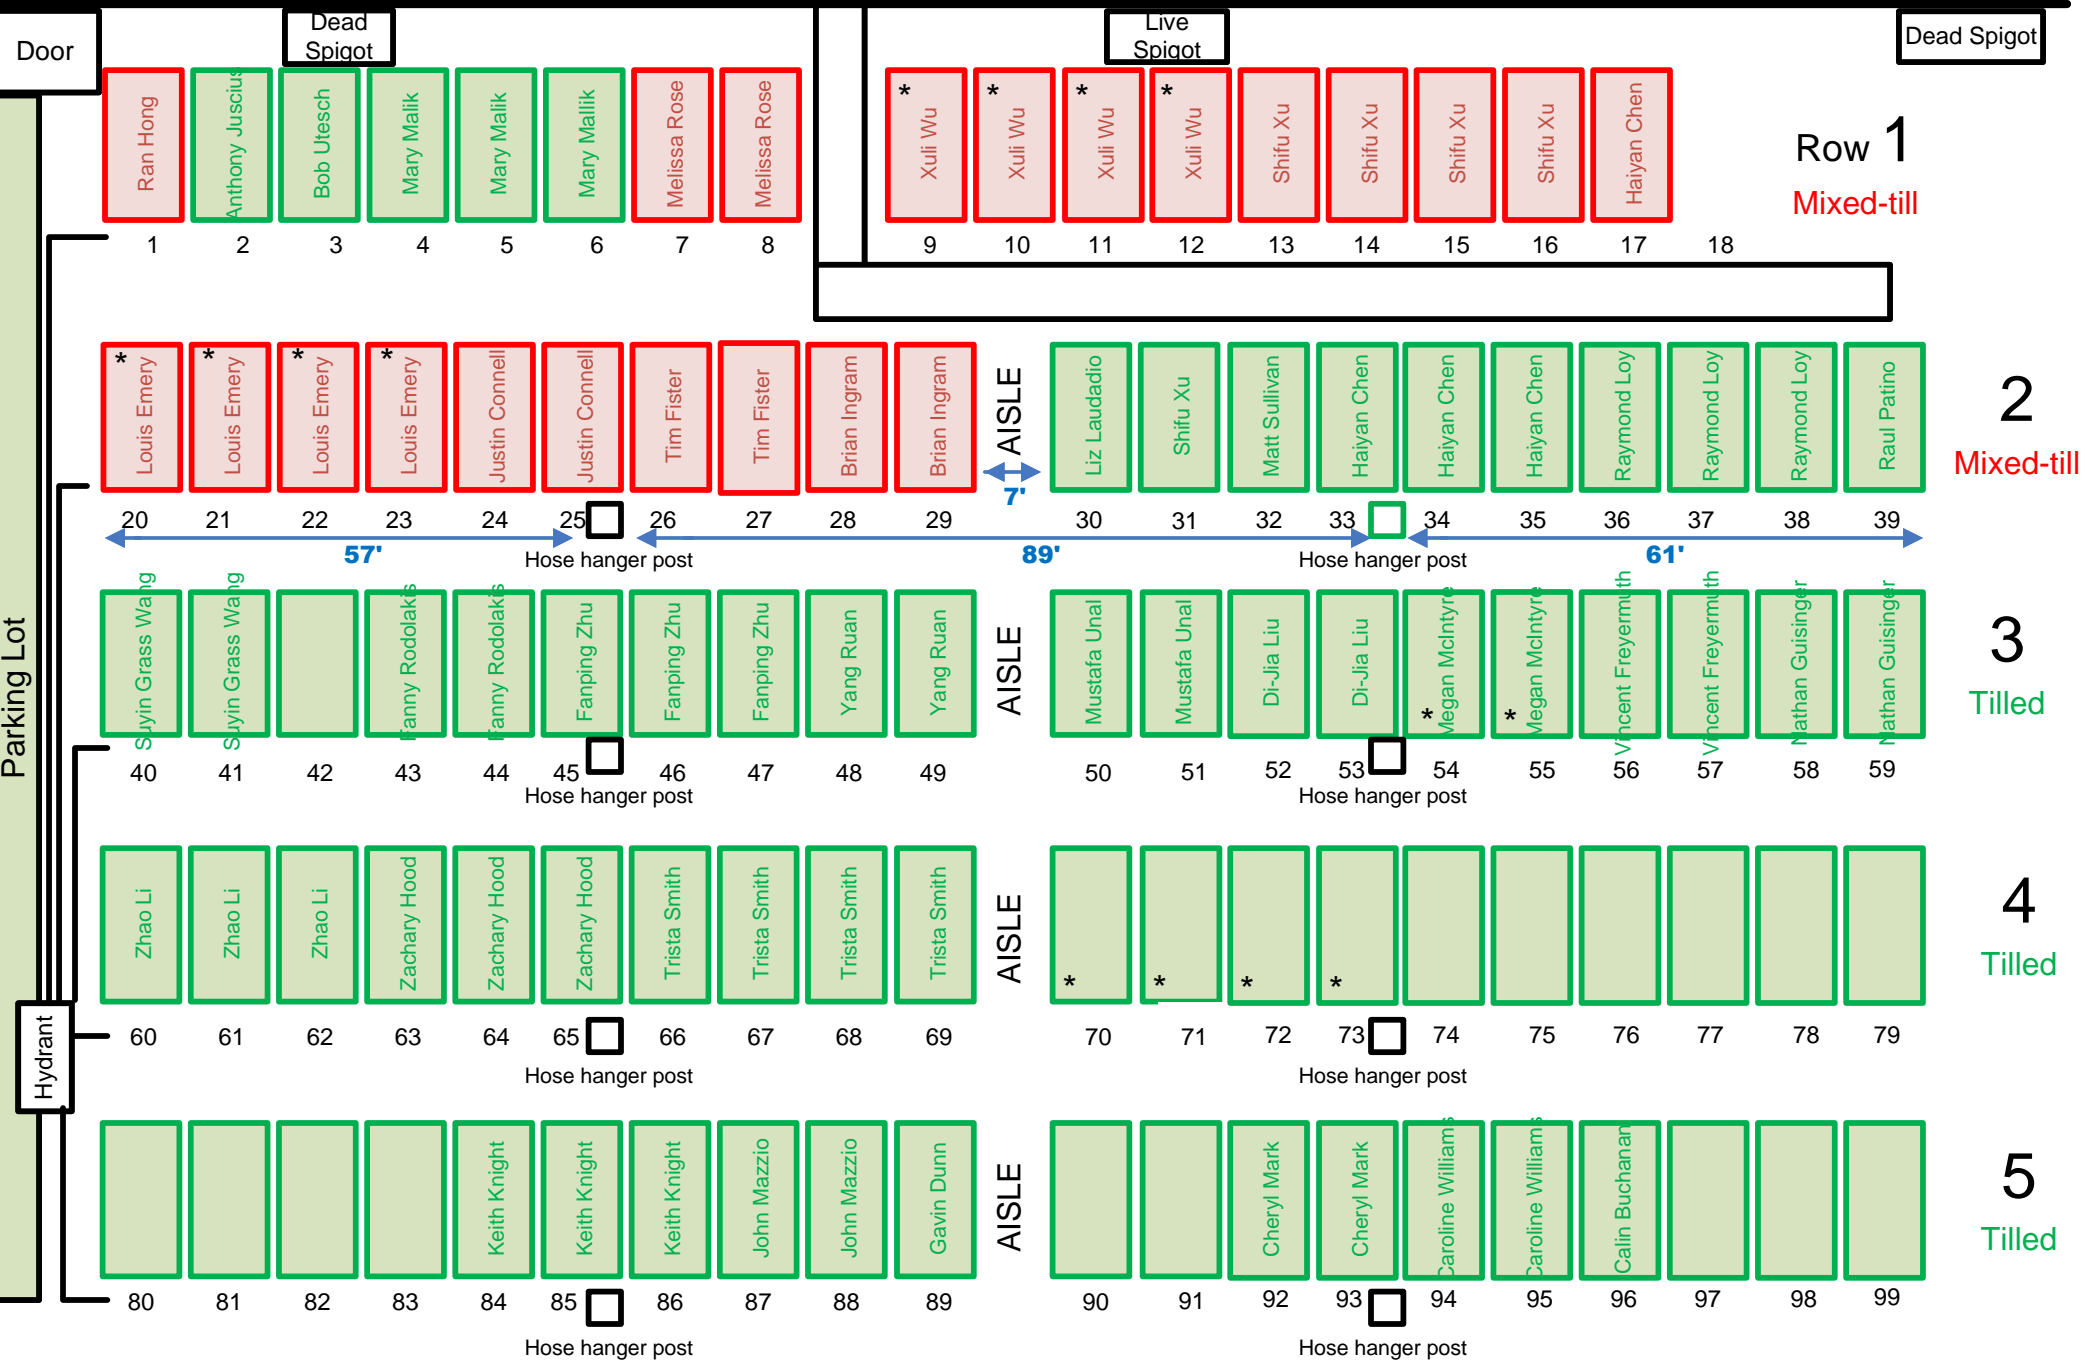 Door
Dead
Spigot
Live
Spigot
Dead Spigot
Ran Hong
Anthony Juscius
Bob Utesch
Mary Malik
Mary Malik
Mary Mallik
Melissa Rose
Melissa Rose
* Xuli Wu
* Xuli Wu
* Xuli Wu
* Xuli Wu
Shifu Xu
Shifu Xu
Shifu Xu
Shifu Xu
Haiyan Chen
Row 1
Mixed-till
1 2 3 4 5 6 7 8 9 10 11 12 13 14 15 16 17 18
* Louis Emery
* Louis Emery
* Louis Emery
* Louis Emery
Justin Connell
Justin Connell
Tim Fister
Tim Fister
Brian Ingram
Brian Ingram
AISLE
7'
Liz Laudadio
Shifu Xu
Matt Sullivan
Haiyan Chen
Haiyan Chen
Haiyan Chen
Raymond Loy
Raymond Loy
Raymond Loy
Raul Patino
2
Mixed-till
20 21 22 23 24 25 26 27 28 29 30 31 32 33 34 35 36 37 38 39
57'
89'
61'
Hose hanger post
Hose hanger post
Parking Lot
Suyin Grass Wang
Suyin Grass Wang
Fanny Rodolakis
Fanny Rodolakis
Fanping Zhu
Fanping Zhu
Fanping Zhu
Yang Ruan
Yang Ruan
AISLE
Mustafa Unal
Mustafa Unal
Di-Jia Liu
Di-Jia Liu
* Megan McIntyre
* Megan McIntyre
Vincent Freyermuth
Vincent Freyermuth
Nathan Guisinger
Nathan Guisinger
3
Tilled
40 41 42 43 44 45 46 47 48 49 50 51 52 53 54 55 56 57 58 59
Hose hanger post
Hose hanger post
Zhao Li
Zhao Li
Zhao Li
Zachary Hood
Zachary Hood
Zachary Hood
Trista Smith
Trista Smith
Trista Smith
Trista Smith
AISLE
* * * *
4
Tilled
Hydrant
60 61 62 63 64 65 66 67 68 69 70 71 72 73 74 75 76 77 78 79
Hose hanger post
Hose hanger post
Keith Knight
Keith Knight
Keith Knight
John Mazzio
John Mazzio
Gavin Dunn
AISLE
Cheryl Mark
Cheryl Mark
Caroline Williams
Caroline Williams
Calin Buchanan
5
Tilled
80 81 82 83 84 85 86 87 88 89 90 91 92 93 94 95 96 97 98 99
Hose hanger post
Hose hanger post